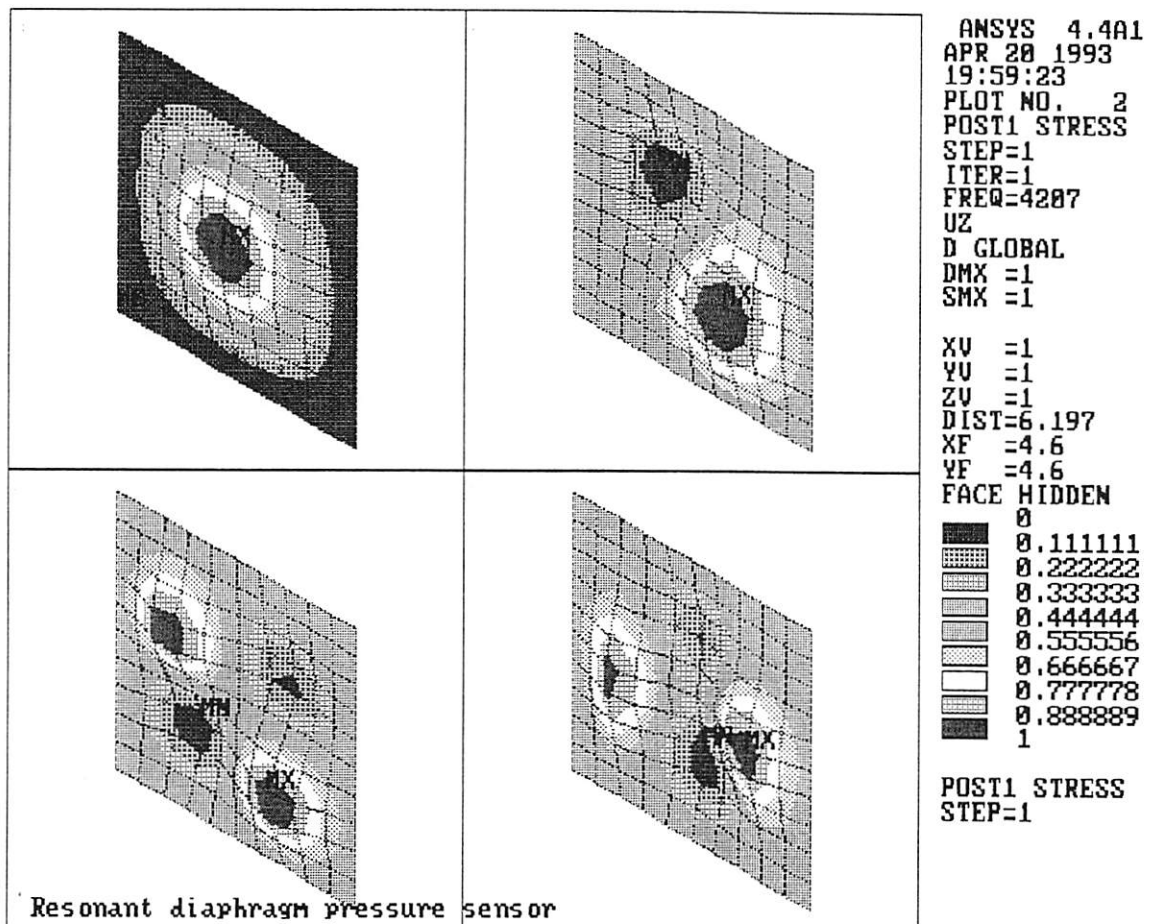 ANSYS 4.4A1
APR 20 1993
19:59:23
PLOT NO. 2
POST1 STRESS
STEP=1
ITER=1
FREQ=4207
UZ
D GLOBAL
DMX =1
SMX =1
XV =1
YV =1
ZV =1
DIST=6.197
XF =4.6
YF =4.6
FACE HIDDEN
0
0.111111
0.222222
0.333333
0.444444
0.555556
0.666667
0.777778
0.888889
1
POST1 STRESS
STEP=1
MX
MN
MX
MX
Resonant diaphragm pressure sensor